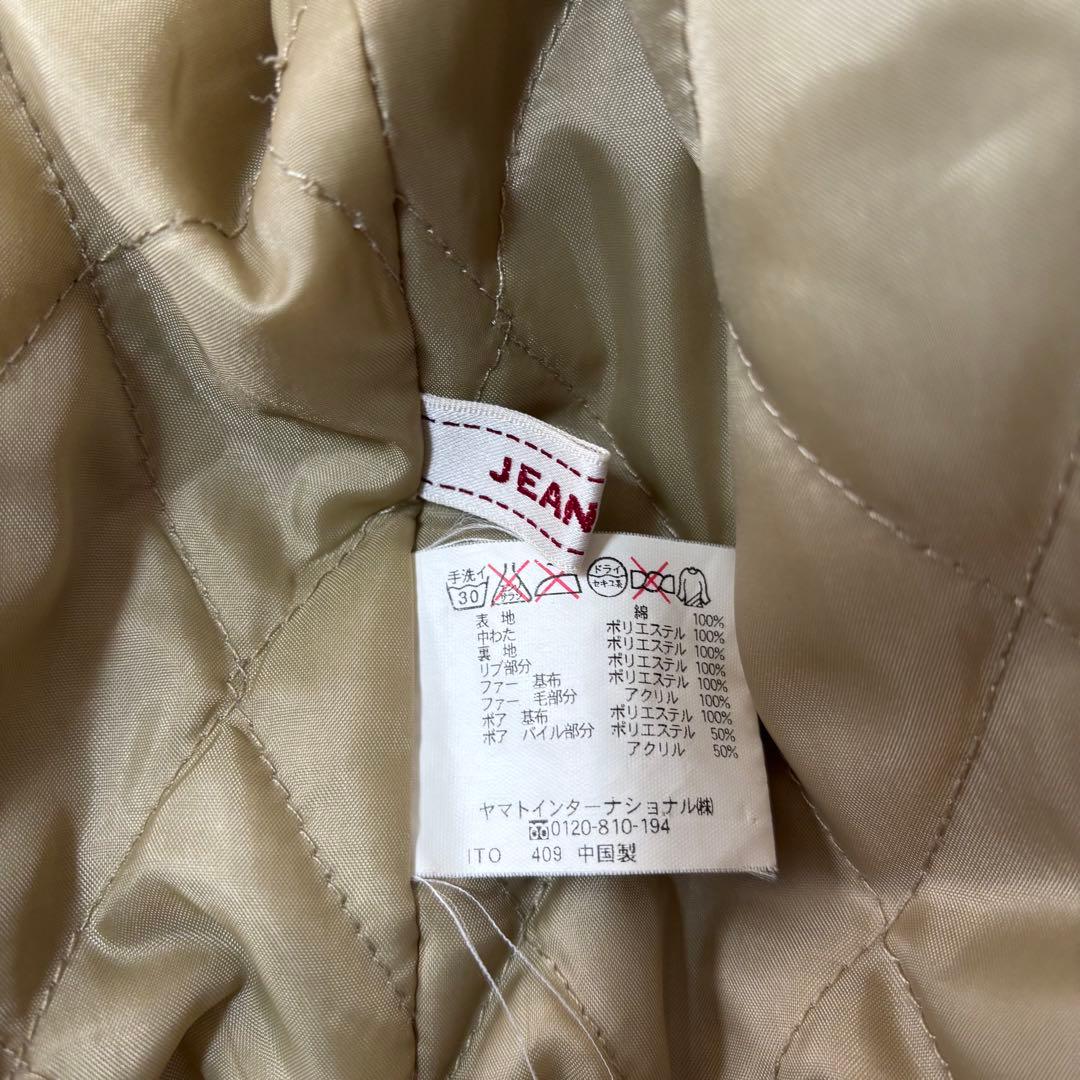 JEAN
手洗イ 30 エンソサラシ ドライ セキユ系
表 地 綿 100%
中わた ポリエステル 100%
裏 地 ポリエステル 100%
リブ部分 ポリエステル 100%
ファー 基布 ポリエステル 100%
ファー 毛部分 アクリル 100%
ボア 基布 ポリエステル 100%
ボア パイル部分 ポリエステル 50%
アクリル 50%
ヤマトインターナショナル㈱
0120-810-194
ITO 409 中国製